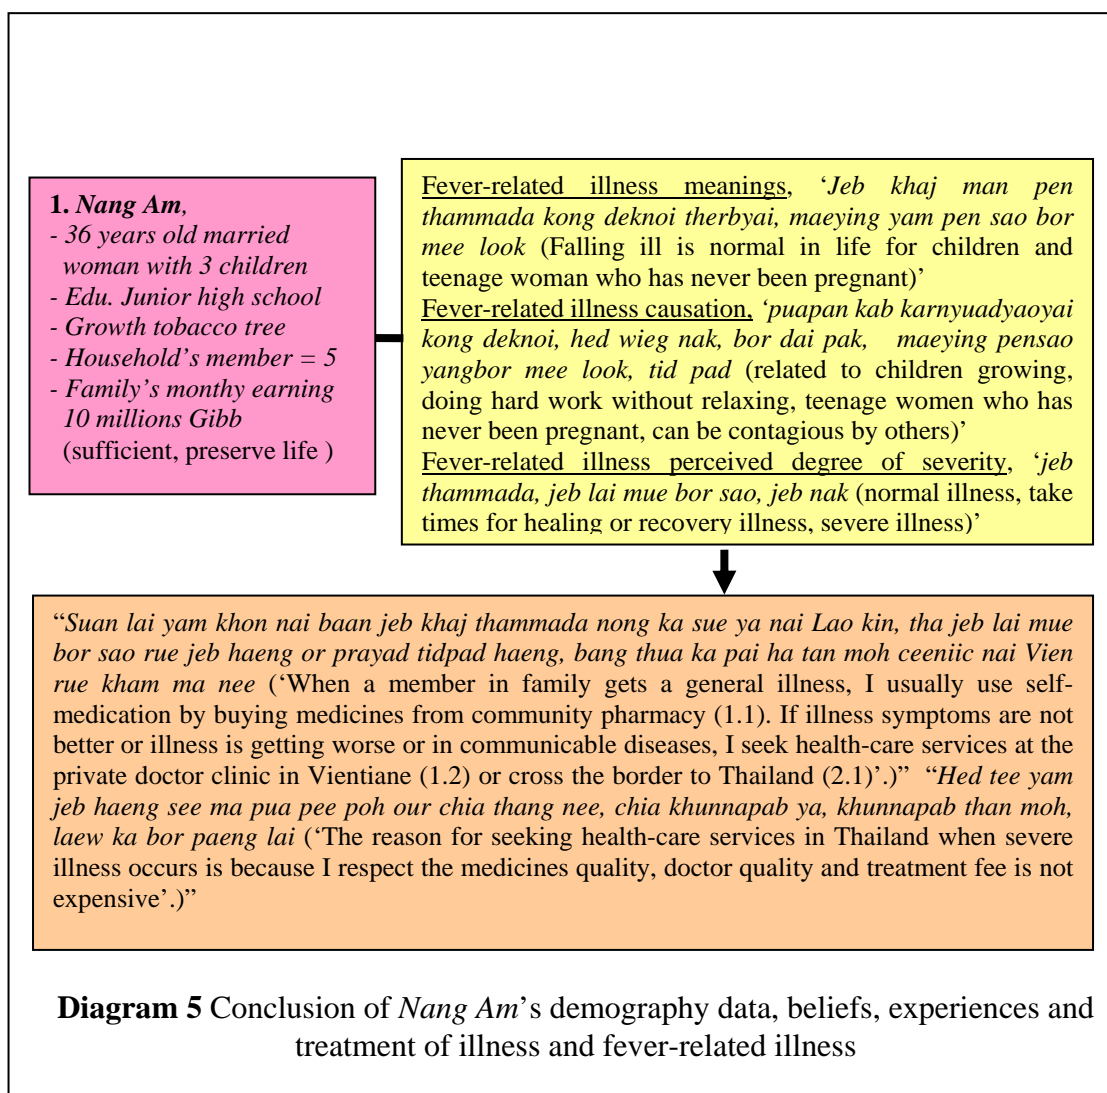 1. Nang Am,
- 36 years old married
woman with 3 children
- Edu. Junior high school
- Growth tobacco tree
- Household's member = 5
- Family's monthy earning
10 millions Gibb
(sufficient, preserve life )
Fever-related illness meanings, ‘Jeb khaj man pen
thammada kong deknoi therbyai, maeying yam pen sao bor
mee look (Falling ill is normal in life for children and
teenage woman who has never been pregnant)’
Fever-related illness causation, ‘puapan kab karnyuadyaoyai
kong deknoi, hed wieg nak, bor dai pak, maeying pensao
yangbor mee look, tid pad (related to children growing,
doing hard work without relaxing, teenage women who has
never been pregnant, can be contagious by others)’
Fever-related illness perceived degree of severity, ‘jeb
thammada, jeb lai mue bor sao, jeb nak (normal illness, take
times for healing or recovery illness, severe illness)’
“Suan lai yam khon nai baan jeb khaj thammada nong ka sue ya nai Lao kin, tha jeb lai mue
bor sao rue jeb haeng or prayad tidpad haeng, bang thua ka pai ha tan moh ceeniic nai Vien
rue kham ma nee (‘When a member in family gets a general illness, I usually use self-
medication by buying medicines from community pharmacy (1.1). If illness symptoms are not
better or illness is getting worse or in communicable diseases, I seek health-care services at the
private doctor clinic in Vientiane (1.2) or cross the border to Thailand (2.1)’.)” “Hed tee yam
jeb haeng see ma pua pee poh our chia thang nee, chia khunnapab ya, khunnapab than moh,
laew ka bor paeng lai (‘The reason for seeking health-care services in Thailand when severe
illness occurs is because I respect the medicines quality, doctor quality and treatment fee is not
expensive’.)”
Diagram 5 Conclusion of Nang Am’s demography data, beliefs, experiences and
treatment of illness and fever-related illness